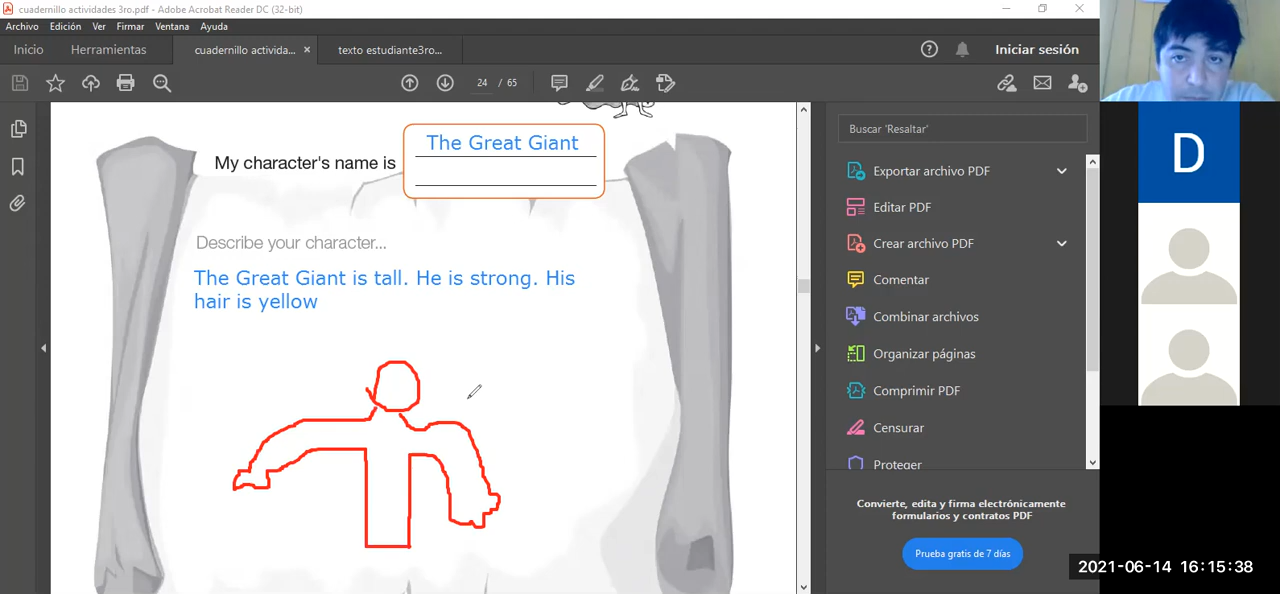 cuadernillo actividades 3ro.pdf - Adobe Acrobat Reader DC (32-bit)
Archivo Edición Ver Firmar Ventana Ayuda
Inicio Herramientas cuadernillo activida... × texto estudiante3ro... Iniciar sesión
24 / 65
My character's name is
The Great Giant
Describe your character...
The Great Giant is tall. He is strong. His
hair is yellow
Buscar 'Resaltar'
Exportar archivo PDF
Editar PDF
Crear archivo PDF
Comentar
Combinar archivos
Organizar páginas
Comprimir PDF
Censurar
Proteger
Convierte, edita y firma electrónicamente
formularios y contratos PDF
Prueba gratis de 7 días
D
2021-06-14 16:15:38